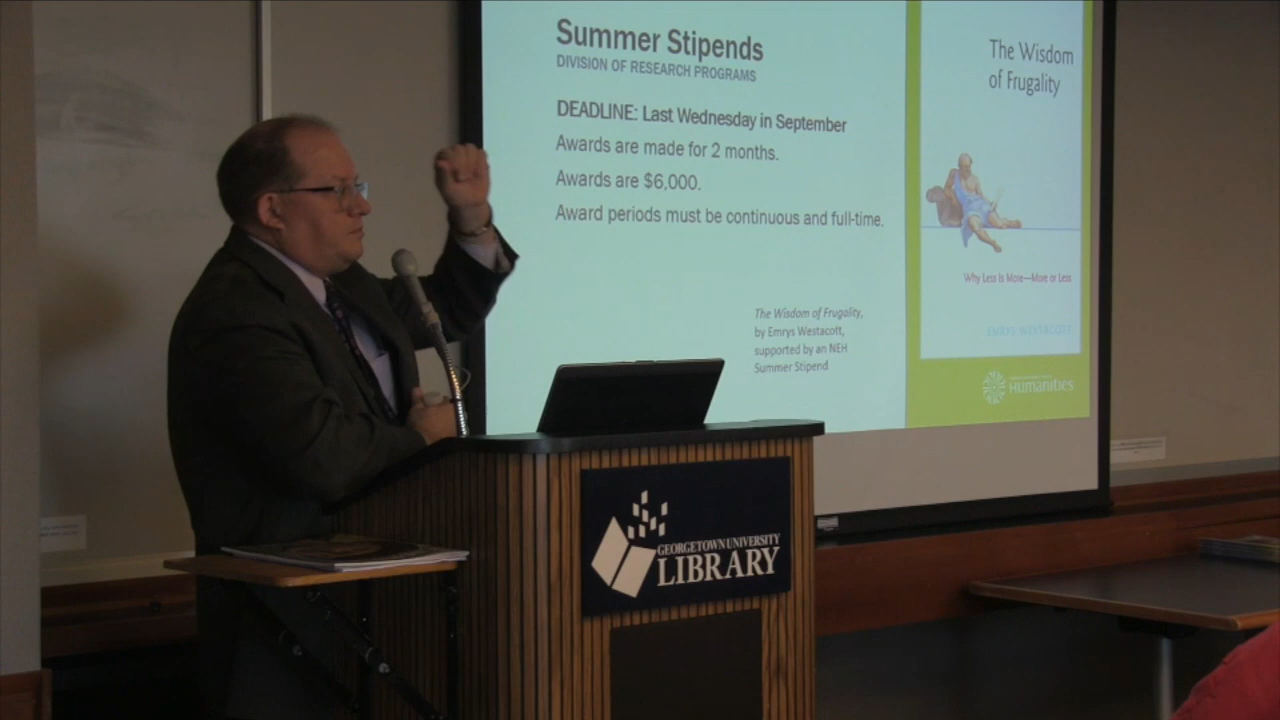 Summer Stipends
DIVISION OF RESEARCH PROGRAMS
DEADLINE: Last Wednesday in September
Awards are made for 2 months.
Awards are $6,000.
Award periods must be continuous and full-time.
The Wisdom of Frugality,
by Emrys Westacott,
supported by an NEH
Summer Stipend
The Wisdom
of Frugality
Why Less Is More—More or Less
EMRYS WESTACOTT
Humanities
GEORGETOWN UNIVERSITY
LIBRARY